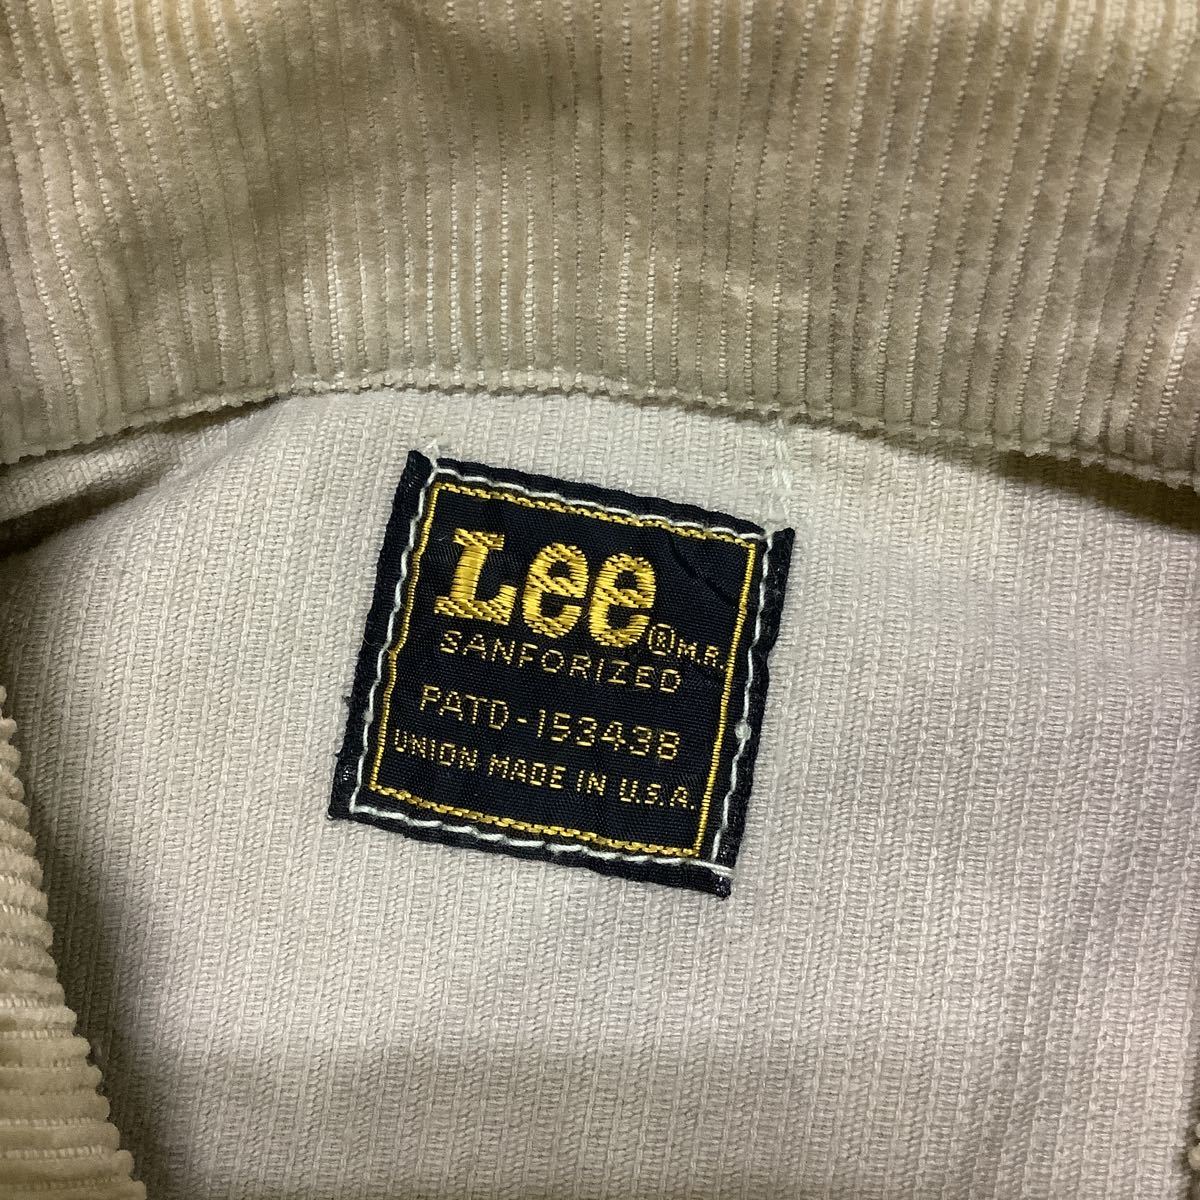 Lee® M.R.
SANFORIZED
PATD-153438
UNION MADE IN U.S.A.